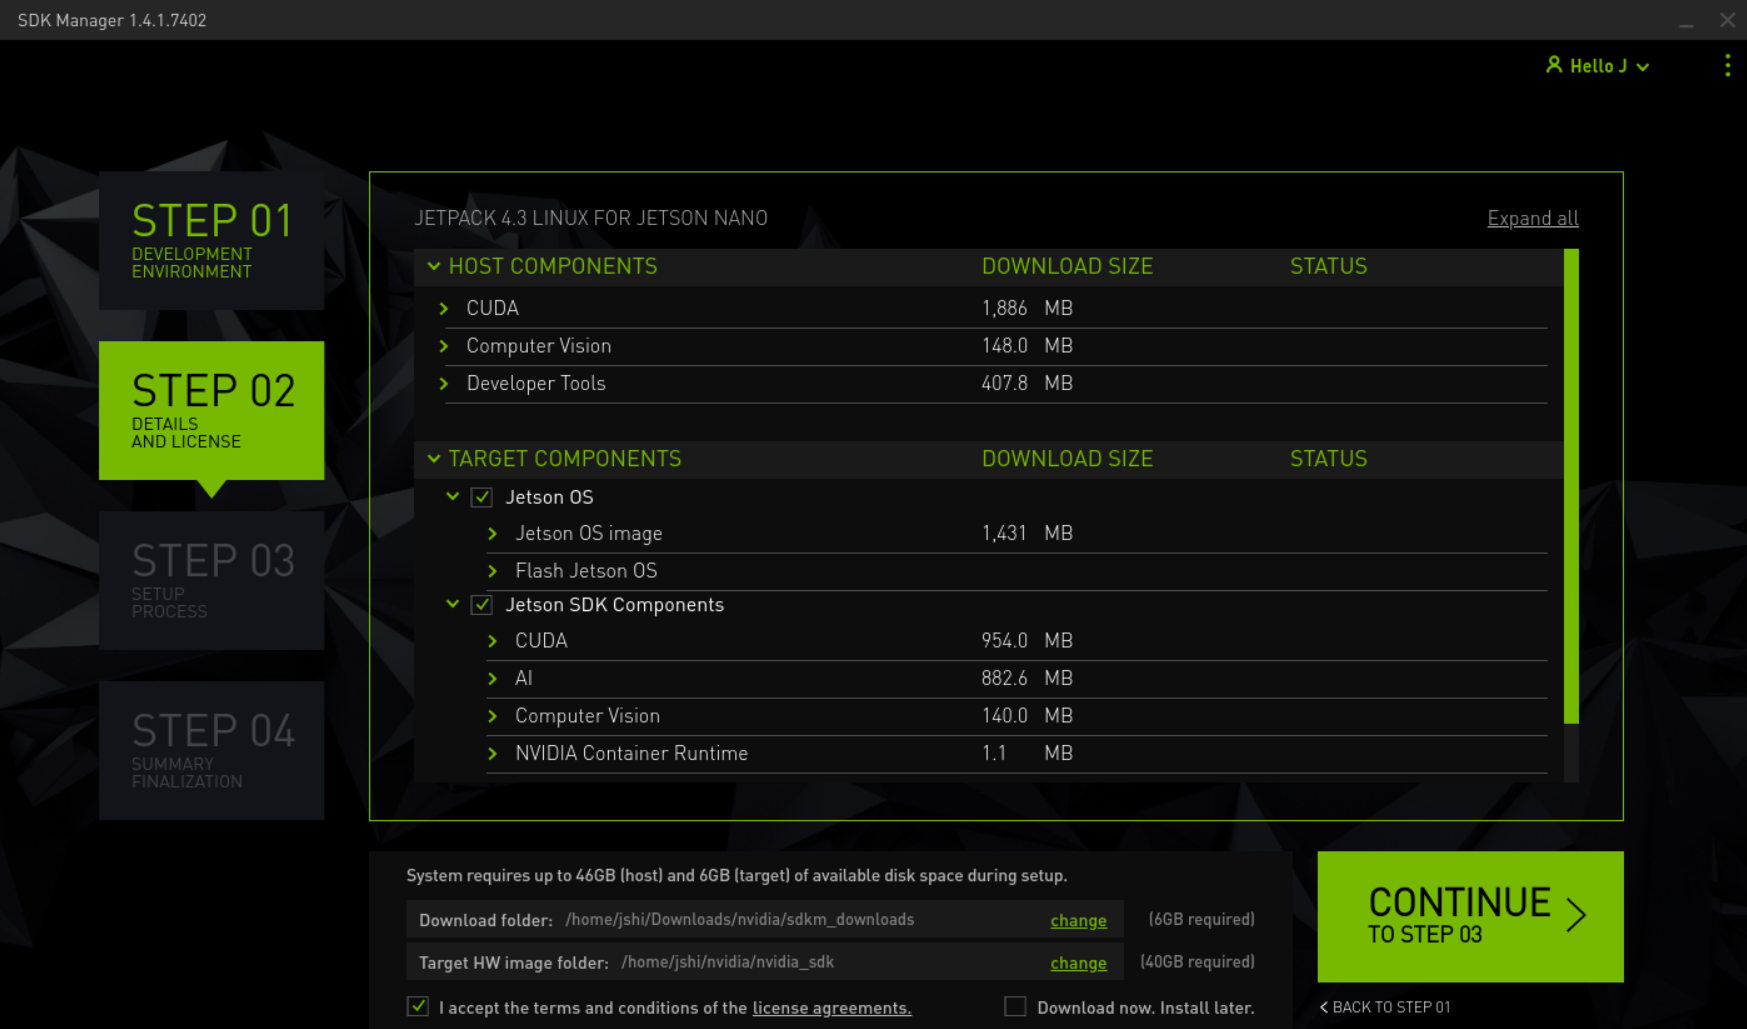 SDK Manager 1.4.1.7402
Hello J
STEP 01
DEVELOPMENT
ENVIRONMENT
STEP 02
DETAILS
AND LICENSE
STEP 03
SETUP
PROCESS
STEP 04
SUMMARY
FINALIZATION
JETPACK 4.3 LINUX FOR JETSON NANO Expand all
HOST COMPONENTS DOWNLOAD SIZE STATUS
CUDA 1,886 MB
Computer Vision 148.0 MB
Developer Tools 407.8 MB
TARGET COMPONENTS DOWNLOAD SIZE STATUS
Jetson OS
Jetson OS image 1,431 MB
Flash Jetson OS
Jetson SDK Components
CUDA 954.0 MB
AI 882.6 MB
Computer Vision 140.0 MB
NVIDIA Container Runtime 1.1 MB
System requires up to 46GB (host) and 6GB (target) of available disk space during setup.
Download folder: /home/jshi/Downloads/nvidia/sdkm_downloads change (6GB required)
Target HW image folder: /home/jshi/nvidia/nvidia_sdk change (40GB required)
I accept the terms and conditions of the license agreements. Download now. Install later.
CONTINUE
TO STEP 03
BACK TO STEP 01